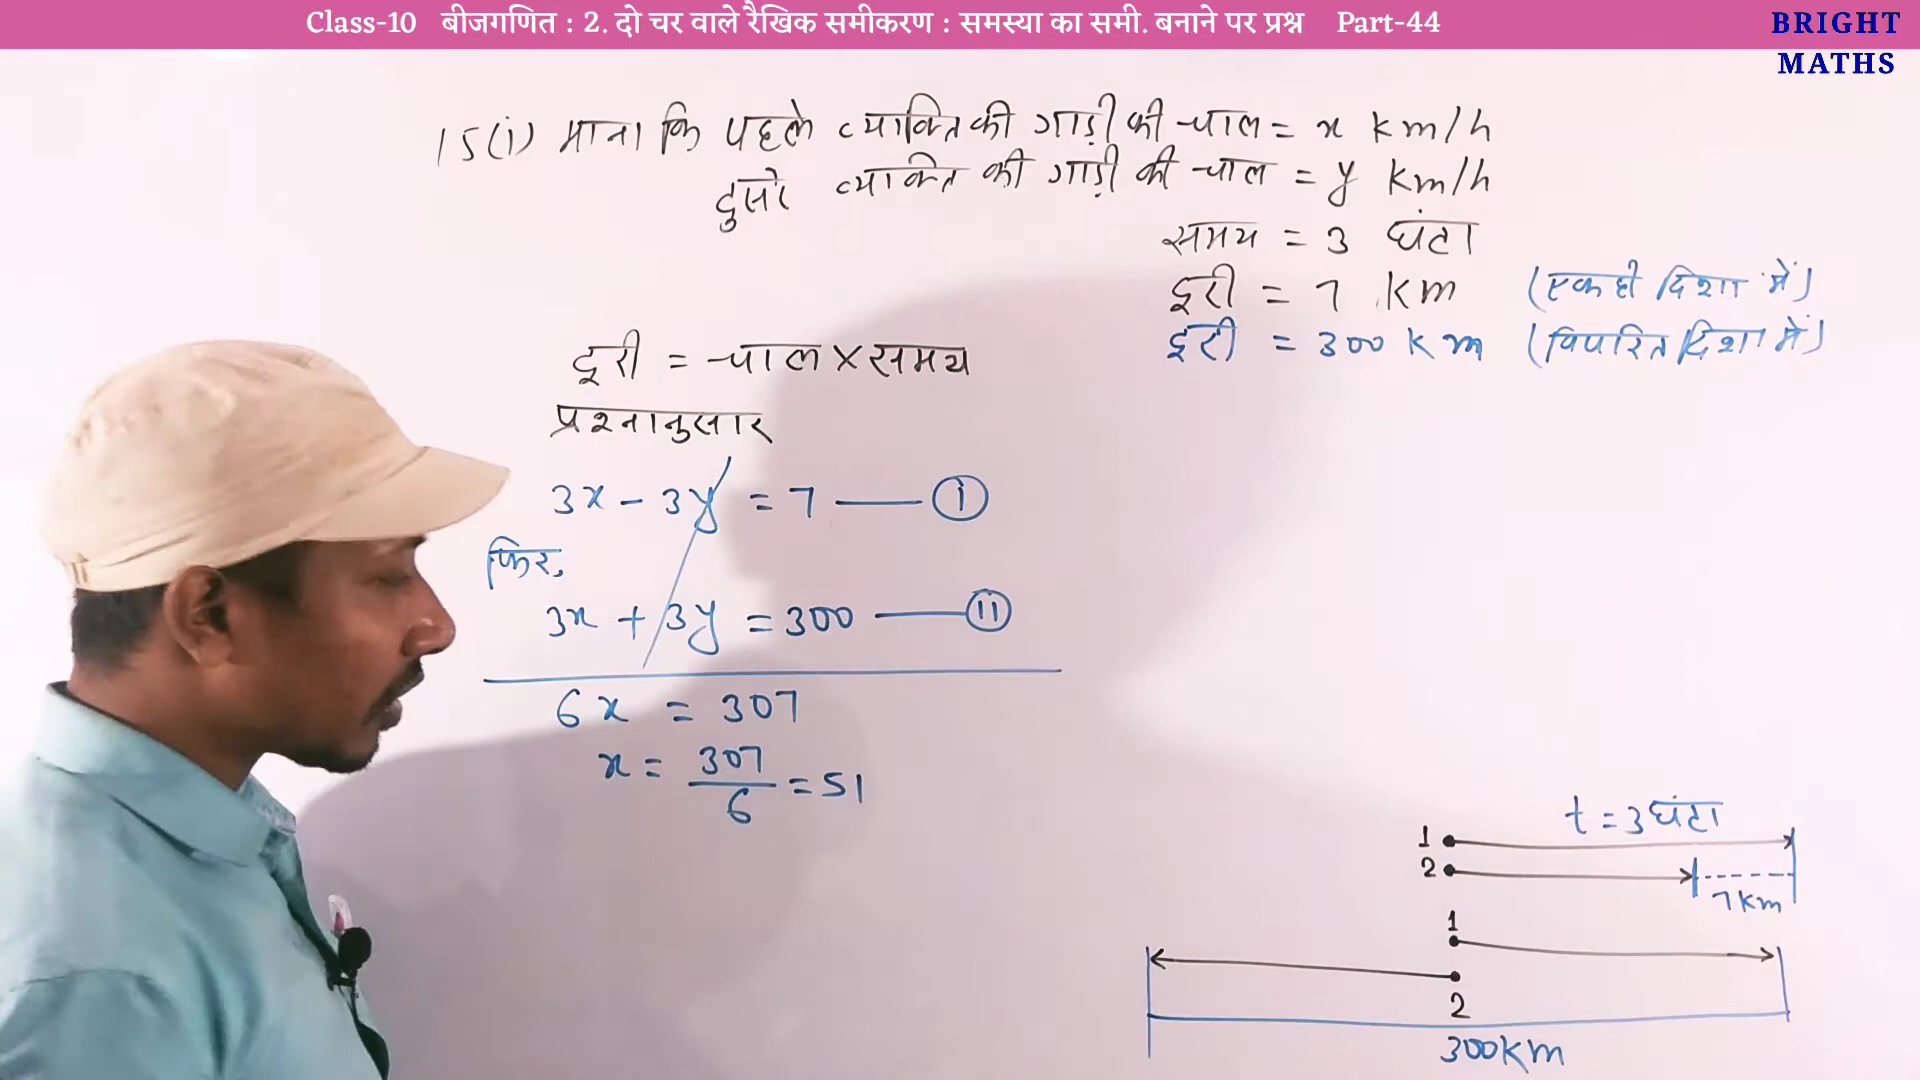 Class-10 बीजगणित : 2. दो चर वाले रैखिक समीकरण : समस्या का समी. बनाने पर प्रश्न Part-44
BRIGHT
MATHS
15(i) माना कि पहले व्यक्ति की गाड़ी की चाल = x km/h
दुसरे व्यक्ति की गाड़ी की चाल = y km/h
समय = 3 घंटा
दूरी = 7 km (एक ही दिशा में)
दूरी = 300 km (विपरित दिशा में)
दूरी = चाल × समय
प्रश्नानुसार
3x - 3y = 7 —— (i)
फिर,
3x + 3y = 300 —— (ii)
6x = 307
x = 307/6 = 51
t = 3 घंटा
1
2
7km
1
2
300km